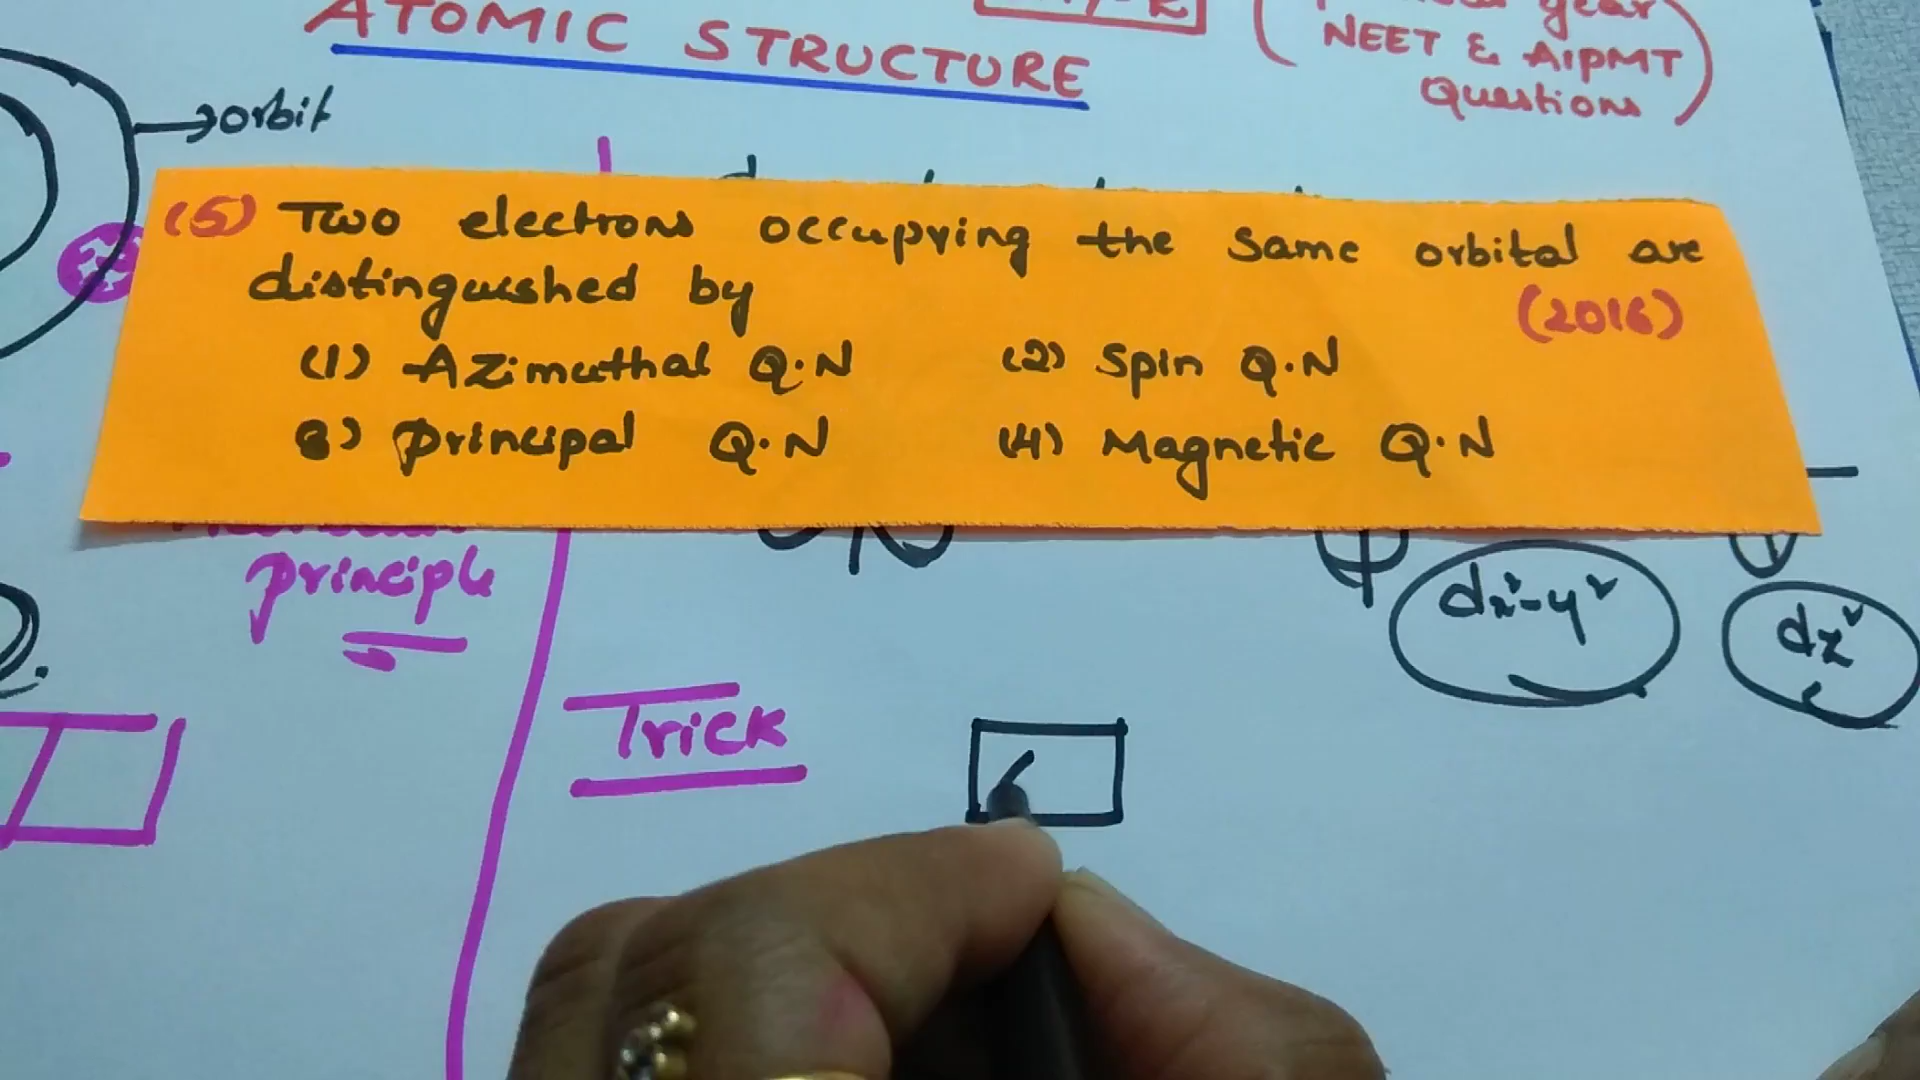 ATOMIC STRUCTURE
year
NEET & AIPMT
Questions
orbit
(5) Two electrons occupying the same orbital are
distinguished by
(2016)
(1) Azimuthal Q.N (2) Spin Q.N
3) principal Q.N (4) Magnetic Q.N
principle
dx²-y²
dz²
Trick